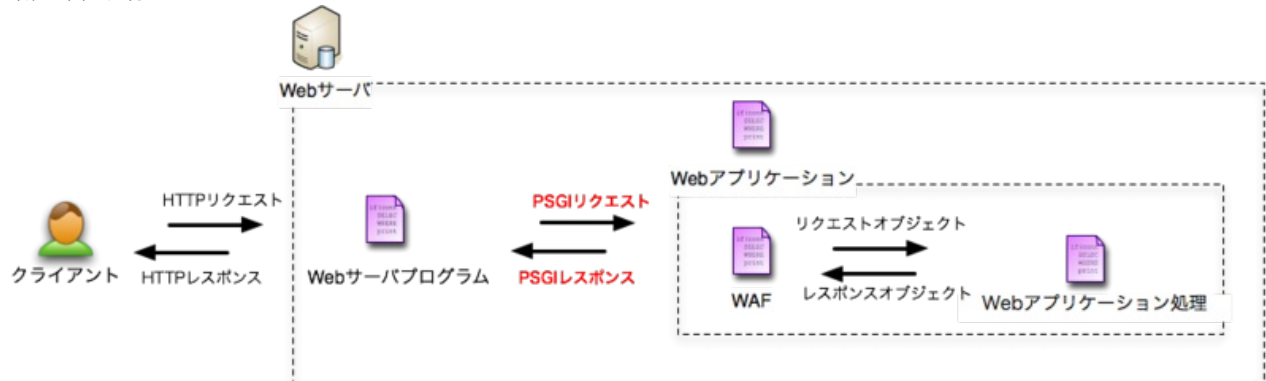 Webサーバ
Webアプリケーション
HTTPリクエスト
PSGIリクエスト
リクエストオブジェクト
クライアント
HTTPレスポンス
Webサーバプログラム
PSGIレスポンス
WAF
レスポンスオブジェクト
Webアプリケーション処理